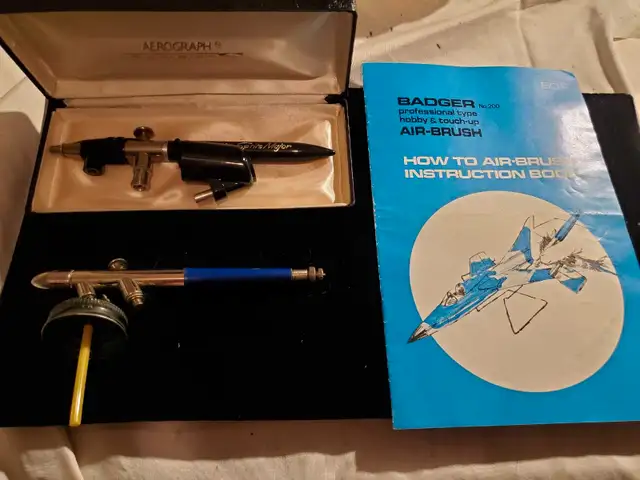 AEROGRAPH
BADGER No.200
professional type
hobby & touch-up
AIR-BRUSH
HOW TO AIR-BRUSH
INSTRUCTION BOOK